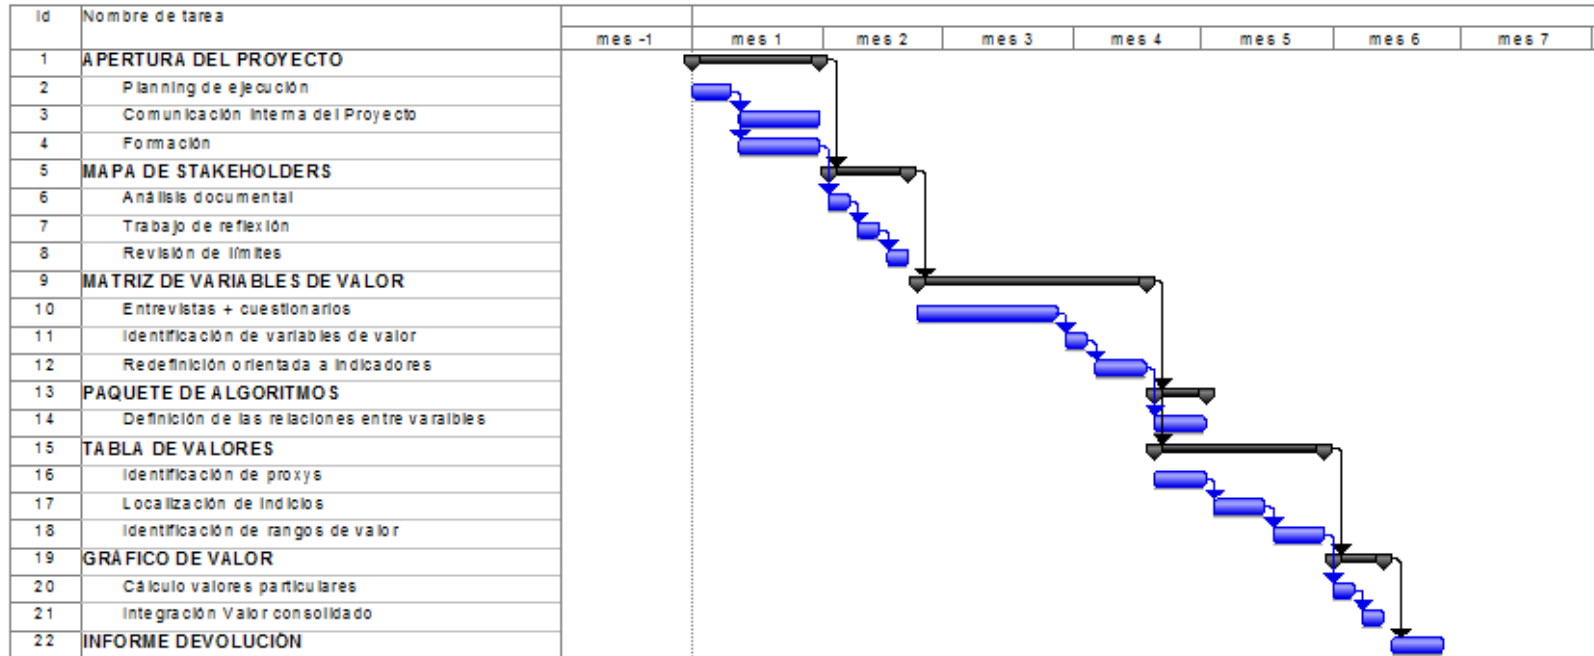 Id Nombre de tarea
mes -1 mes 1 mes 2 mes 3 mes 4 mes 5 mes 6 mes 7
1 APERTURA DEL PROYECTO
2 Planning de ejecución
3 Comunicación Interna del Proyecto
4 Formación
5 MAPA DE STAKEHOLDERS
6 Análisis documental
7 Trabajo de reflexión
8 Revisión de límites
9 MATRIZ DE VARIABLES DE VALOR
10 Entrevistas + cuestionarios
11 Identificación de variables de valor
12 Redefinición orientada a indicadores
13 PAQUETE DE ALGORITMOS
14 Definición de las relaciones entre varaibles
15 TABLA DE VALORES
16 Identificación de proxys
17 Localización de Indicios
18 Identificación de rangos de valor
19 GRÁFICO DE VALOR
20 Cálculo valores particulares
21 Integración Valor consolidado
22 INFORME DEVOLUCIÓN